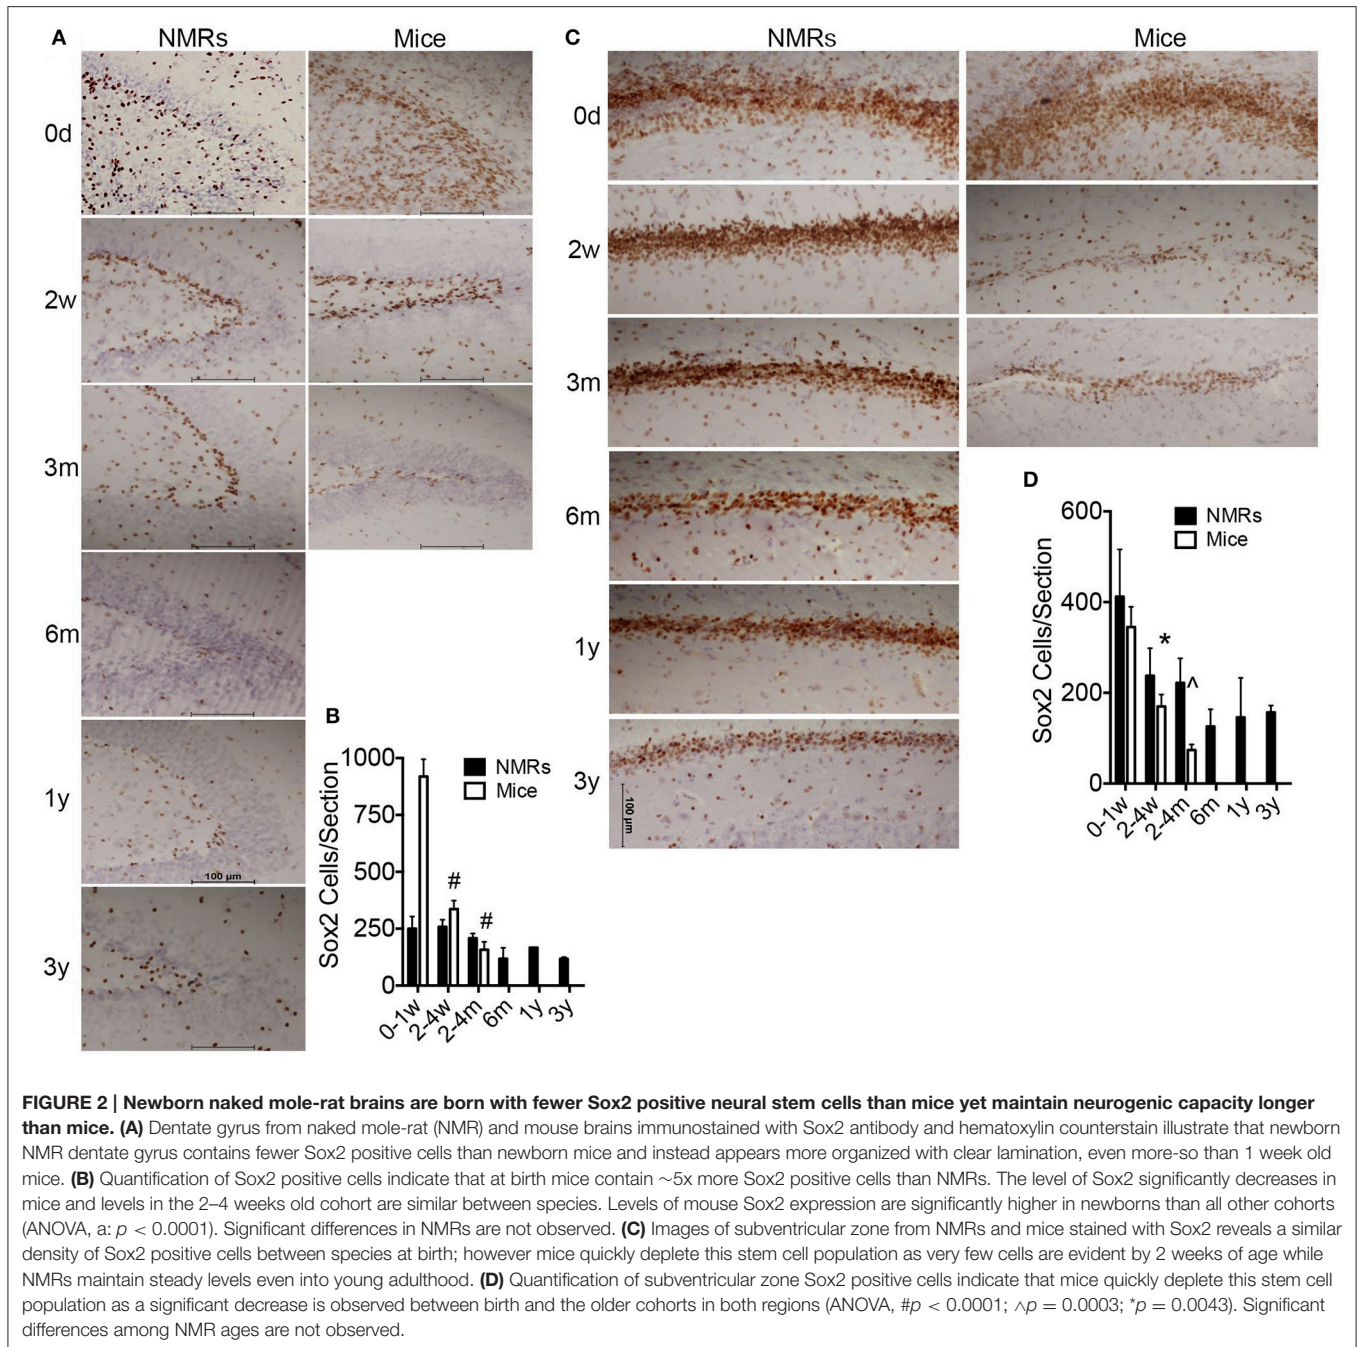 A
NMRs
Mice
0d
2w
3m
6m
1y
100 μm
3y
B
1000
750
500
250
0
Sox2 Cells/Section
NMRs
Mice
#
#
0-1w
2-4w
2-4m
6m
1y
3y
C
NMRs
Mice
0d
2w
3m
6m
1y
3y
100 μm
D
600
400
200
0
Sox2 Cells/Section
NMRs
Mice
*
^
0-1w
2-4w
2-4m
6m
1y
3y
FIGURE 2 | Newborn naked mole-rat brains are born with fewer Sox2 positive neural stem cells than mice yet maintain neurogenic capacity longer
than mice. (A) Dentate gyrus from naked mole-rat (NMR) and mouse brains immunostained with Sox2 antibody and hematoxylin counterstain illustrate that newborn
NMR dentate gyrus contains fewer Sox2 positive cells than newborn mice and instead appears more organized with clear lamination, even more-so than 1 week old
mice. (B) Quantification of Sox2 positive cells indicate that at birth mice contain ~5x more Sox2 positive cells than NMRs. The level of Sox2 significantly decreases in
mice and levels in the 2–4 weeks old cohort are similar between species. Levels of mouse Sox2 expression are significantly higher in newborns than all other cohorts
(ANOVA, a: p < 0.0001). Significant differences in NMRs are not observed. (C) Images of subventricular zone from NMRs and mice stained with Sox2 reveals a similar
density of Sox2 positive cells between species at birth; however mice quickly deplete this stem cell population as very few cells are evident by 2 weeks of age while
NMRs maintain steady levels even into young adulthood. (D) Quantification of subventricular zone Sox2 positive cells indicate that mice quickly deplete this stem cell
population as a significant decrease is observed between birth and the older cohorts in both regions (ANOVA, #p < 0.0001; ∧p = 0.0003; *p = 0.0043). Significant
differences among NMR ages are not observed.